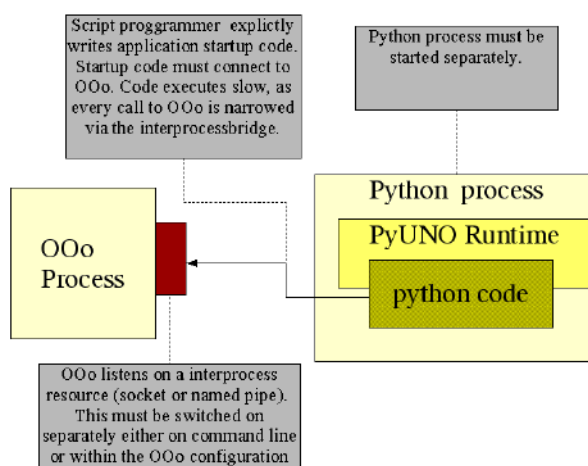 Script proggrammer explictly
writes application startup code.
Startup code must connect to
OOo. Code executes slow, as
every call to OOo is narrowed
via the interprocessbridge.
Python process must be
started separately.
Python process
PyUNO Runtime
python code
OOo
Process
OOo listens on a interprocess
resource (socket or named pipe).
This must be switched on
separately either on command line
or within the OOo configuration